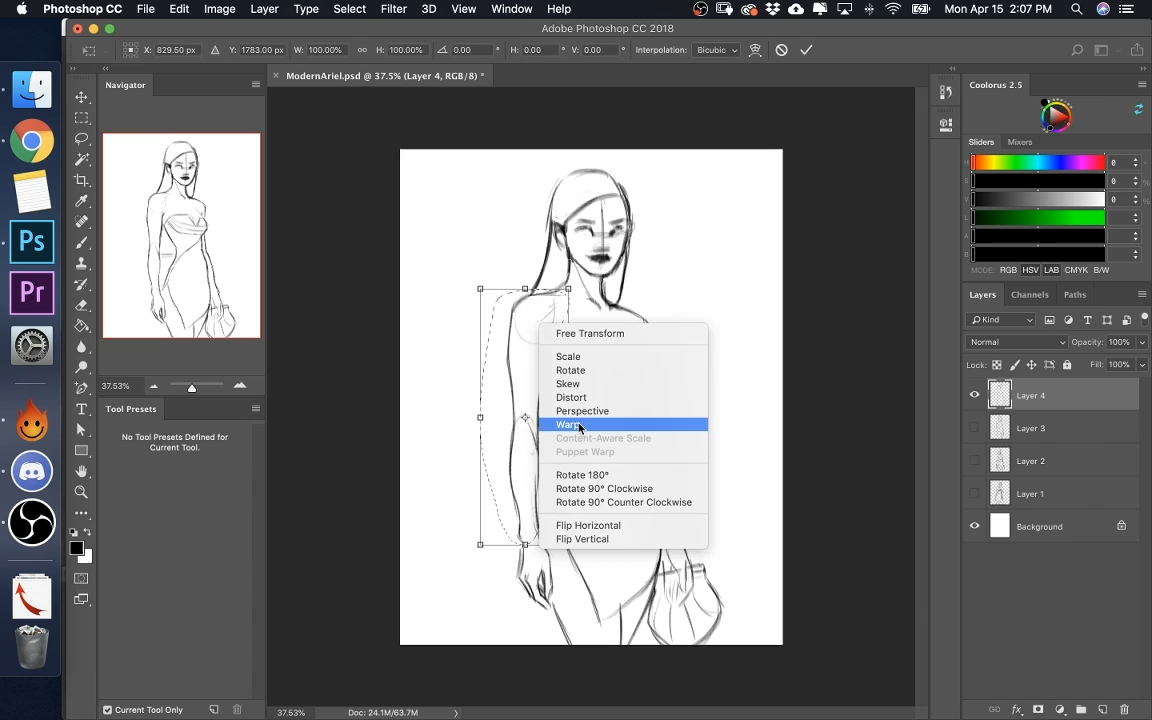 Photoshop CC File Edit Image Layer Type Select Filter 3D View Window Help Mon Apr 15 2:07 PM
Adobe Photoshop CC 2018
X: 829.50 px Y: 1783.00 px W: 100.00% H: 100.00% 0.00 ° H: 0.00 ° V: 0.00 ° Interpolation: Bicubic
Navigator
ModernAriel.psd @ 37.5% (Layer 4, RGB/8) *
Coolorus 2.5
Sliders Mixers
H 0 °
S 0 %
V 0 %
L
A
B
MODE: RGB HSV LAB CMYK B/W
Layers Channels Paths
Kind
Normal Opacity: 100%
Lock: Fill: 100%
Layer 4
Layer 3
Layer 2
Layer 1
Background
37.53%
Tool Presets
No Tool Presets Defined for
Current Tool.
Free Transform
Scale
Rotate
Skew
Distort
Perspective
Warp
Content-Aware Scale
Puppet Warp
Rotate 180°
Rotate 90° Clockwise
Rotate 90° Counter Clockwise
Flip Horizontal
Flip Vertical
Ps
Pr
Current Tool Only
37.53% Doc: 24.1M/63.7M